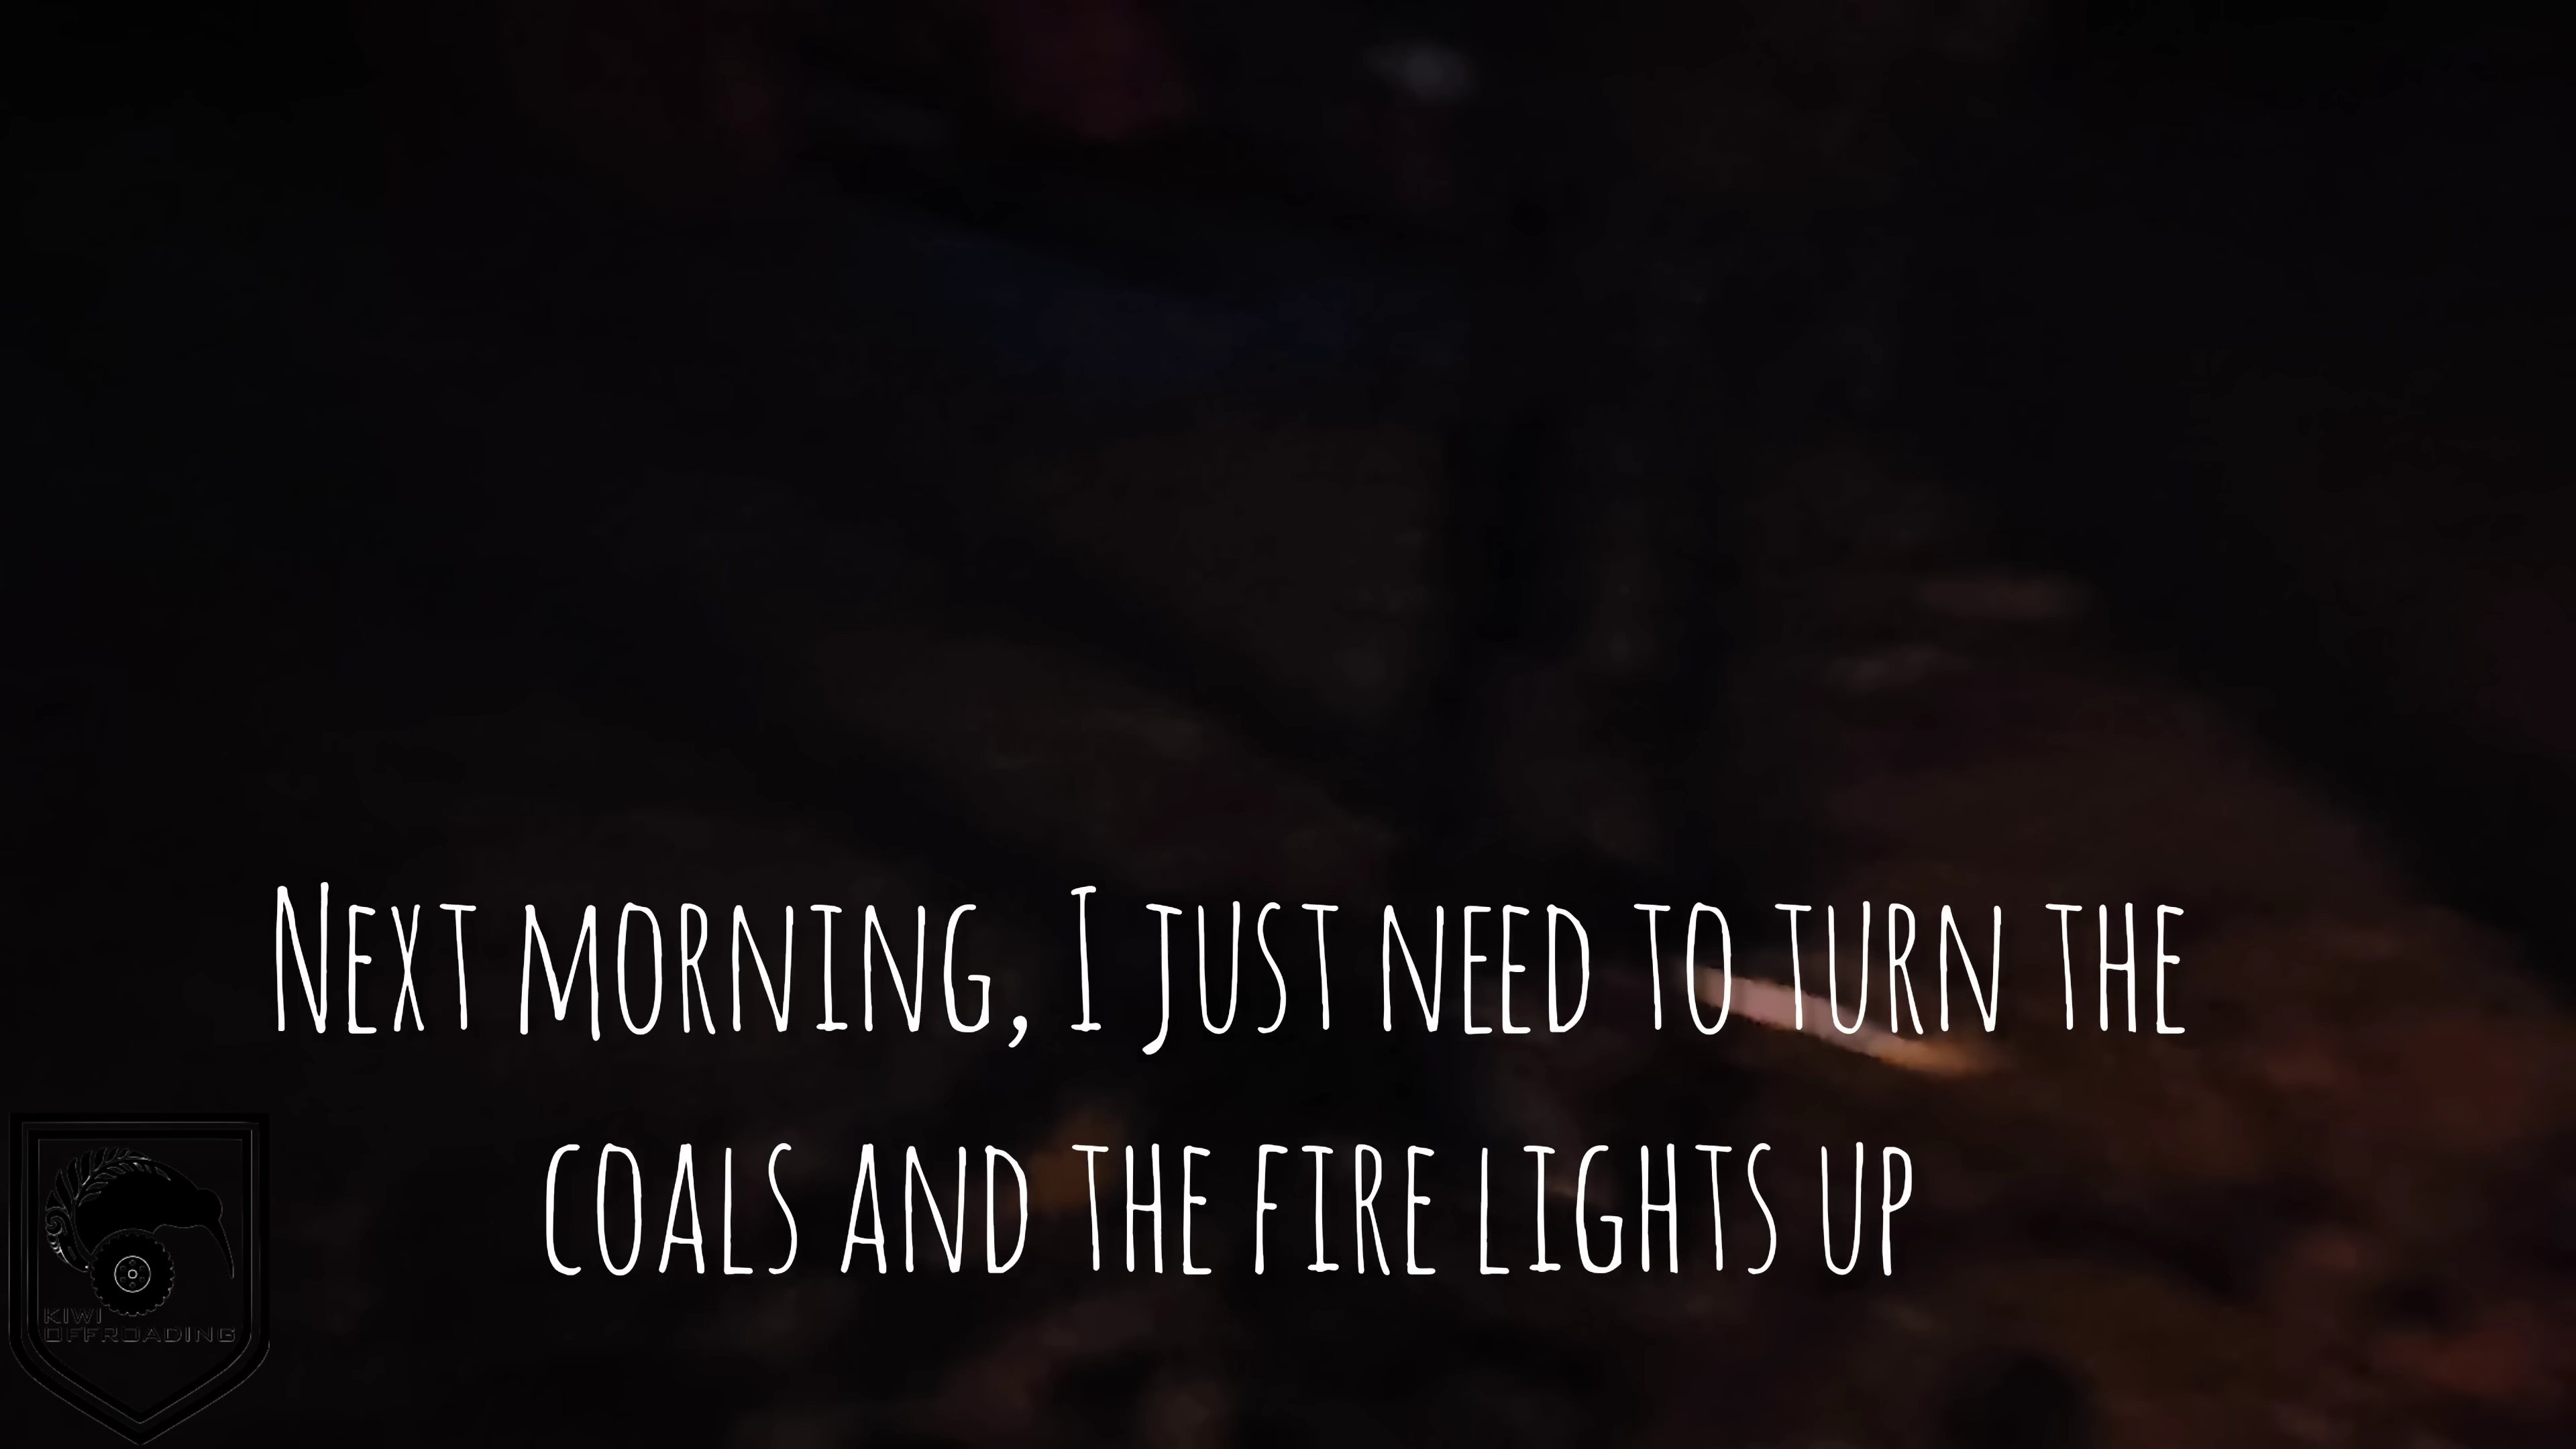 Next morning, I just need to turn the
coals and the fire lights up
KIWI
OFFROADING